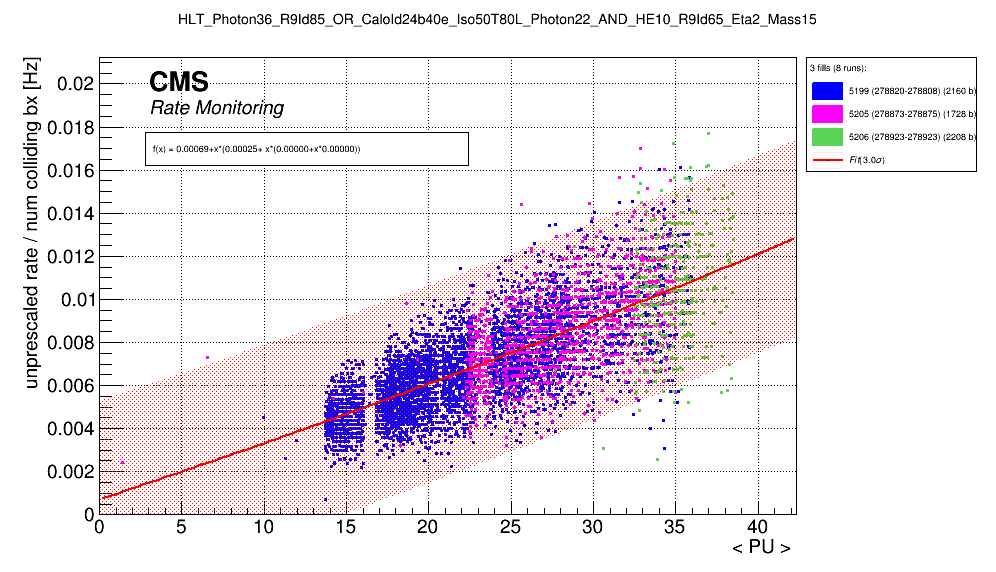 HLT_Photon36_R9Id85_OR_CaloId24b40e_Iso50T80L_Photon22_AND_HE10_R9Id65_Eta2_Mass15
unprescaled rate / num colliding bx [Hz]
CMS
Rate Monitoring
f(x) = 0.00069+x*(0.00025+ x*(0.00000+x*0.00000))
0.02
0.018
0.016
0.014
0.012
0.01
0.008
0.006
0.004
0.002
0
0 5 10 15 20 25 30 35 40
< PU >
3 fills (8 runs):
5199 (278820-278808) (2160 b)
5205 (278873-278875) (1728 b)
5206 (278923-278923) (2208 b)
Fit(3.0σ)